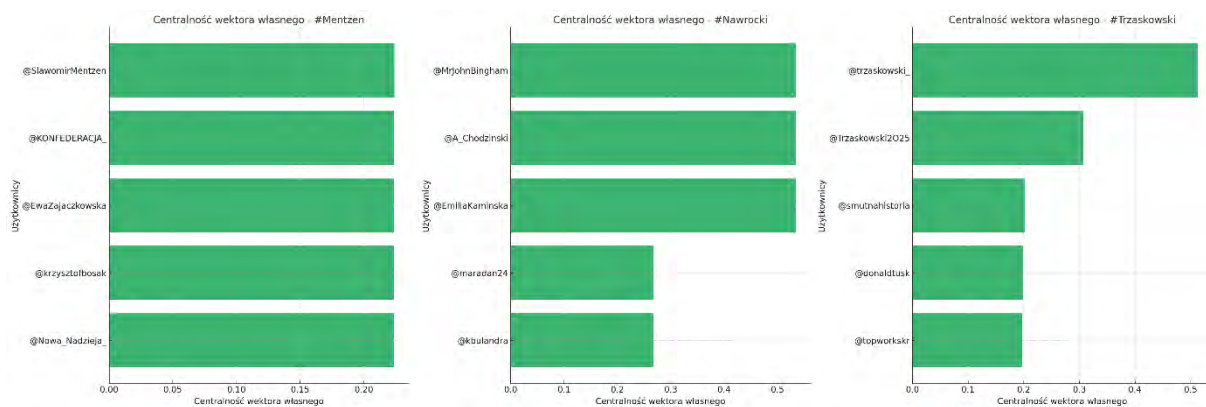 Centralność wektora własnego - #Mentzen
@SlawomirMentzen
@KONFEDERACJA_
@EwaZajaczkowska
@krzysztofbosak
@Nowa_Nadzieja_
Użytkownicy
0.00 0.05 0.10 0.15 0.20
Centralność wektora własnego
Centralność wektora własnego - #Nawrocki
@MrJohnBingham
@A_Chodzinski
@EmiliaKaminska
@maradan24
@kbulandra
Użytkownicy
0.0 0.1 0.2 0.3 0.4 0.5
Centralność wektora własnego
Centralność wektora własnego - #Trzaskowski
@trzaskowski_
@Trzaskowski2O25
@smutnahistoria
@donaldtusk
@topworkskr
Użytkownicy
0.0 0.1 0.2 0.3 0.4 0.5
Centralność wektora własnego